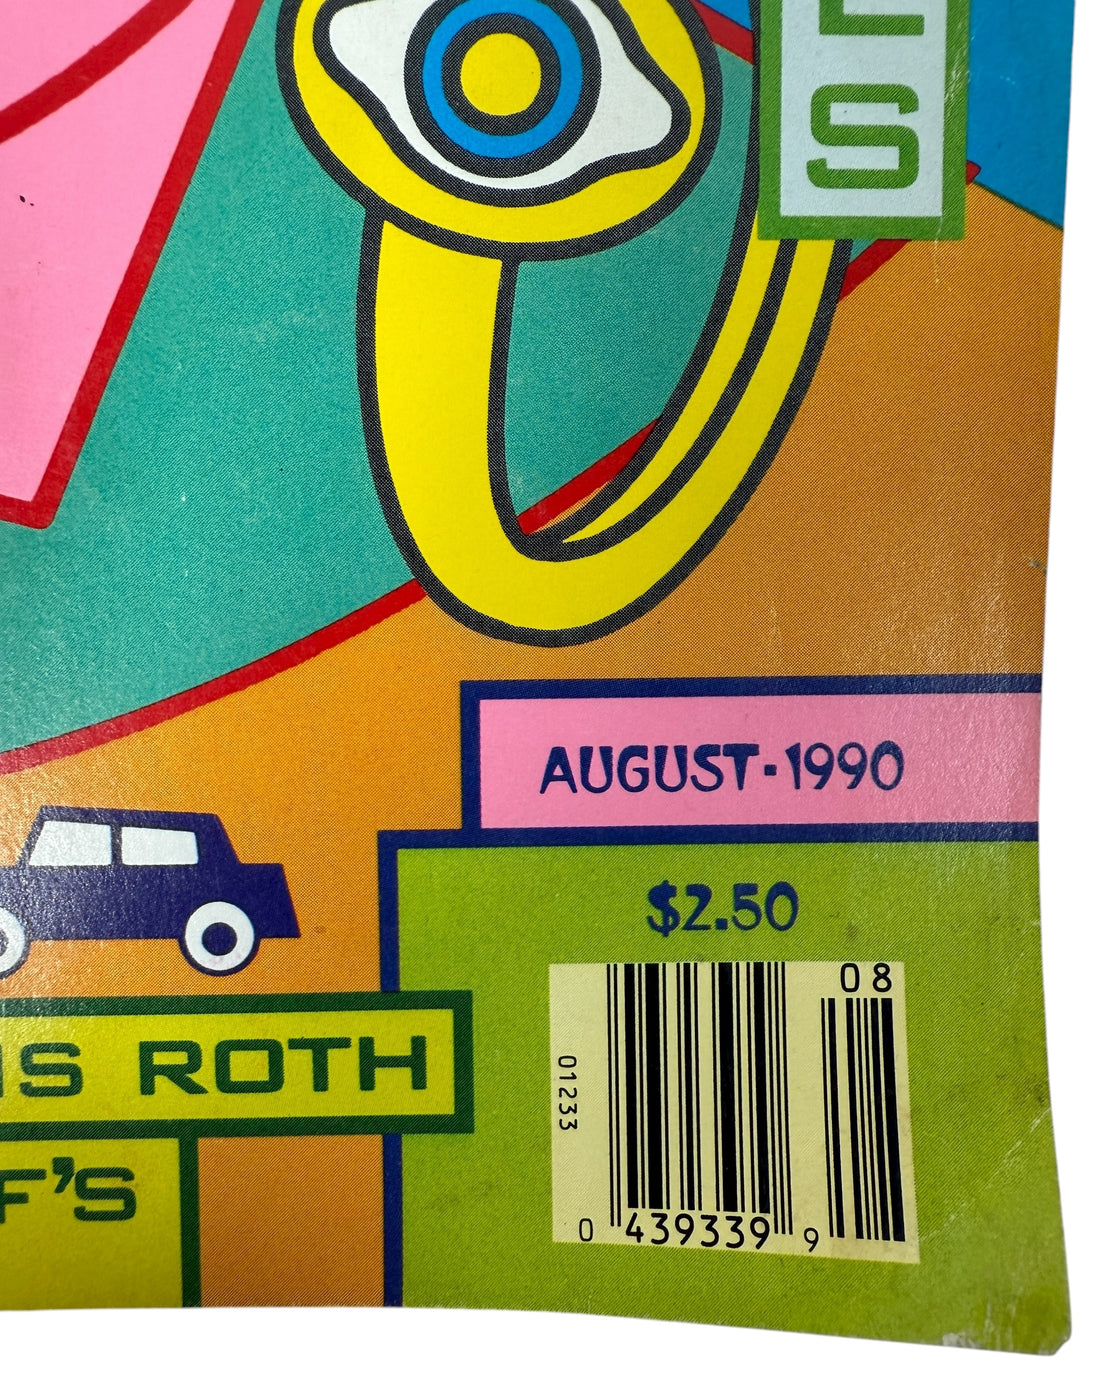 S
AUGUST·1990
$2.50
08
01233
IS ROTH
F'S
0 439339 9